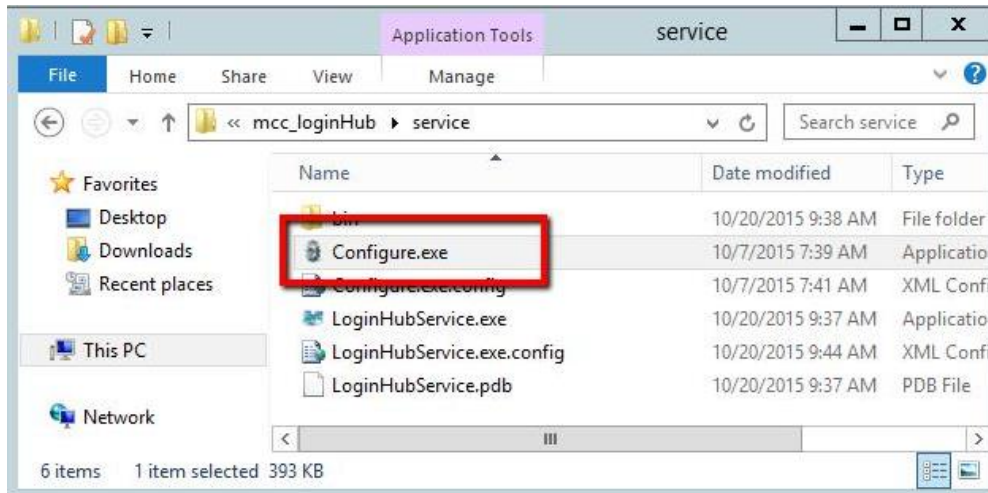 Application Tools service
File Home Share View Manage
« mcc_loginHub service Search service
Favorites
Desktop
Downloads
Recent places
This PC
Network
Name Date modified Type
bin 10/20/2015 9:38 AM File folder
Configure.exe 10/7/2015 7:39 AM Applicatio
Configure.exe.config 10/7/2015 7:41 AM XML Confi
LoginHubService.exe 10/20/2015 9:37 AM Applicatio
LoginHubService.exe.config 10/20/2015 9:44 AM XML Confi
LoginHubService.pdb 10/20/2015 9:37 AM PDB File
6 items 1 item selected 393 KB